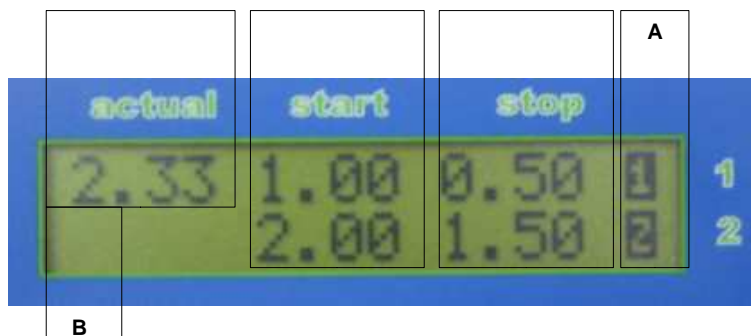 A
actual start stop
2.33 1.00 0.50 1 1
2.00 1.50 2 2
B